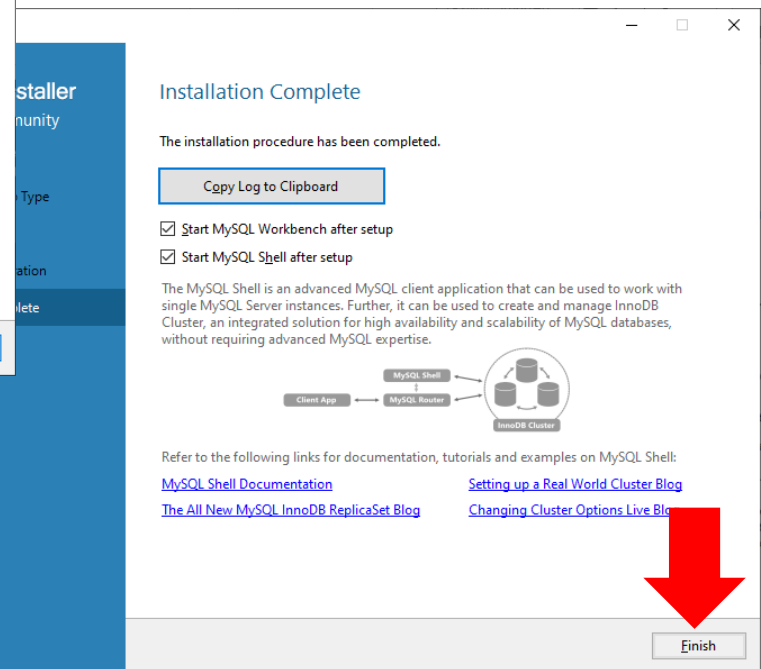 staller
munity
Type
ation
lete
Installation Complete
The installation procedure has been completed.
Copy Log to Clipboard
Start MySQL Workbench after setup
Start MySQL Shell after setup
The MySQL Shell is an advanced MySQL client application that can be used to work with
single MySQL Server instances. Further, it can be used to create and manage InnoDB
Cluster, an integrated solution for high availability and scalability of MySQL databases,
without requiring advanced MySQL expertise.
MySQL Shell
Client App
MySQL Router
InnoDB Cluster
Refer to the following links for documentation, tutorials and examples on MySQL Shell:
MySQL Shell Documentation
Setting up a Real World Cluster Blog
The All New MySQL InnoDB ReplicaSet Blog
Changing Cluster Options Live Blog
Finish